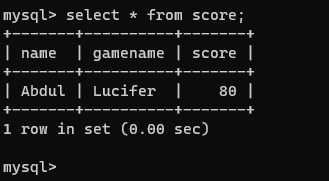 mysql> select * from score;
+-------+----------+-------+
| name  | gamename | score |
+-------+----------+-------+
| Abdul | Lucifer  |    80 |
+-------+----------+-------+
1 row in set (0.00 sec)
mysql>